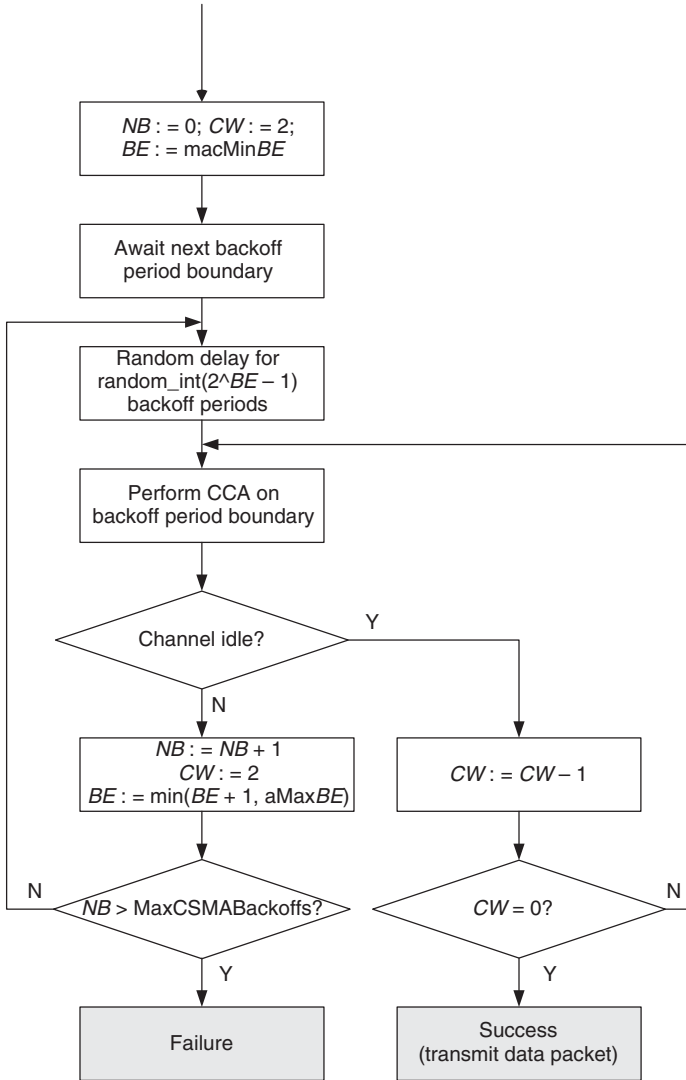 NB : = 0; CW : = 2;
BE : = macMinBE
Await next backoff
period boundary
Random delay for
random_int(2^BE – 1)
backoff periods
Perform CCA on
backoff period boundary
Channel idle?
Y
N
NB : = NB + 1
CW : = 2
BE : = min(BE + 1, aMaxBE)
CW : = CW – 1
N
NB > MaxCSMABackoffs?
CW = 0?
N
Y
Y
Failure
Success
(transmit data packet)